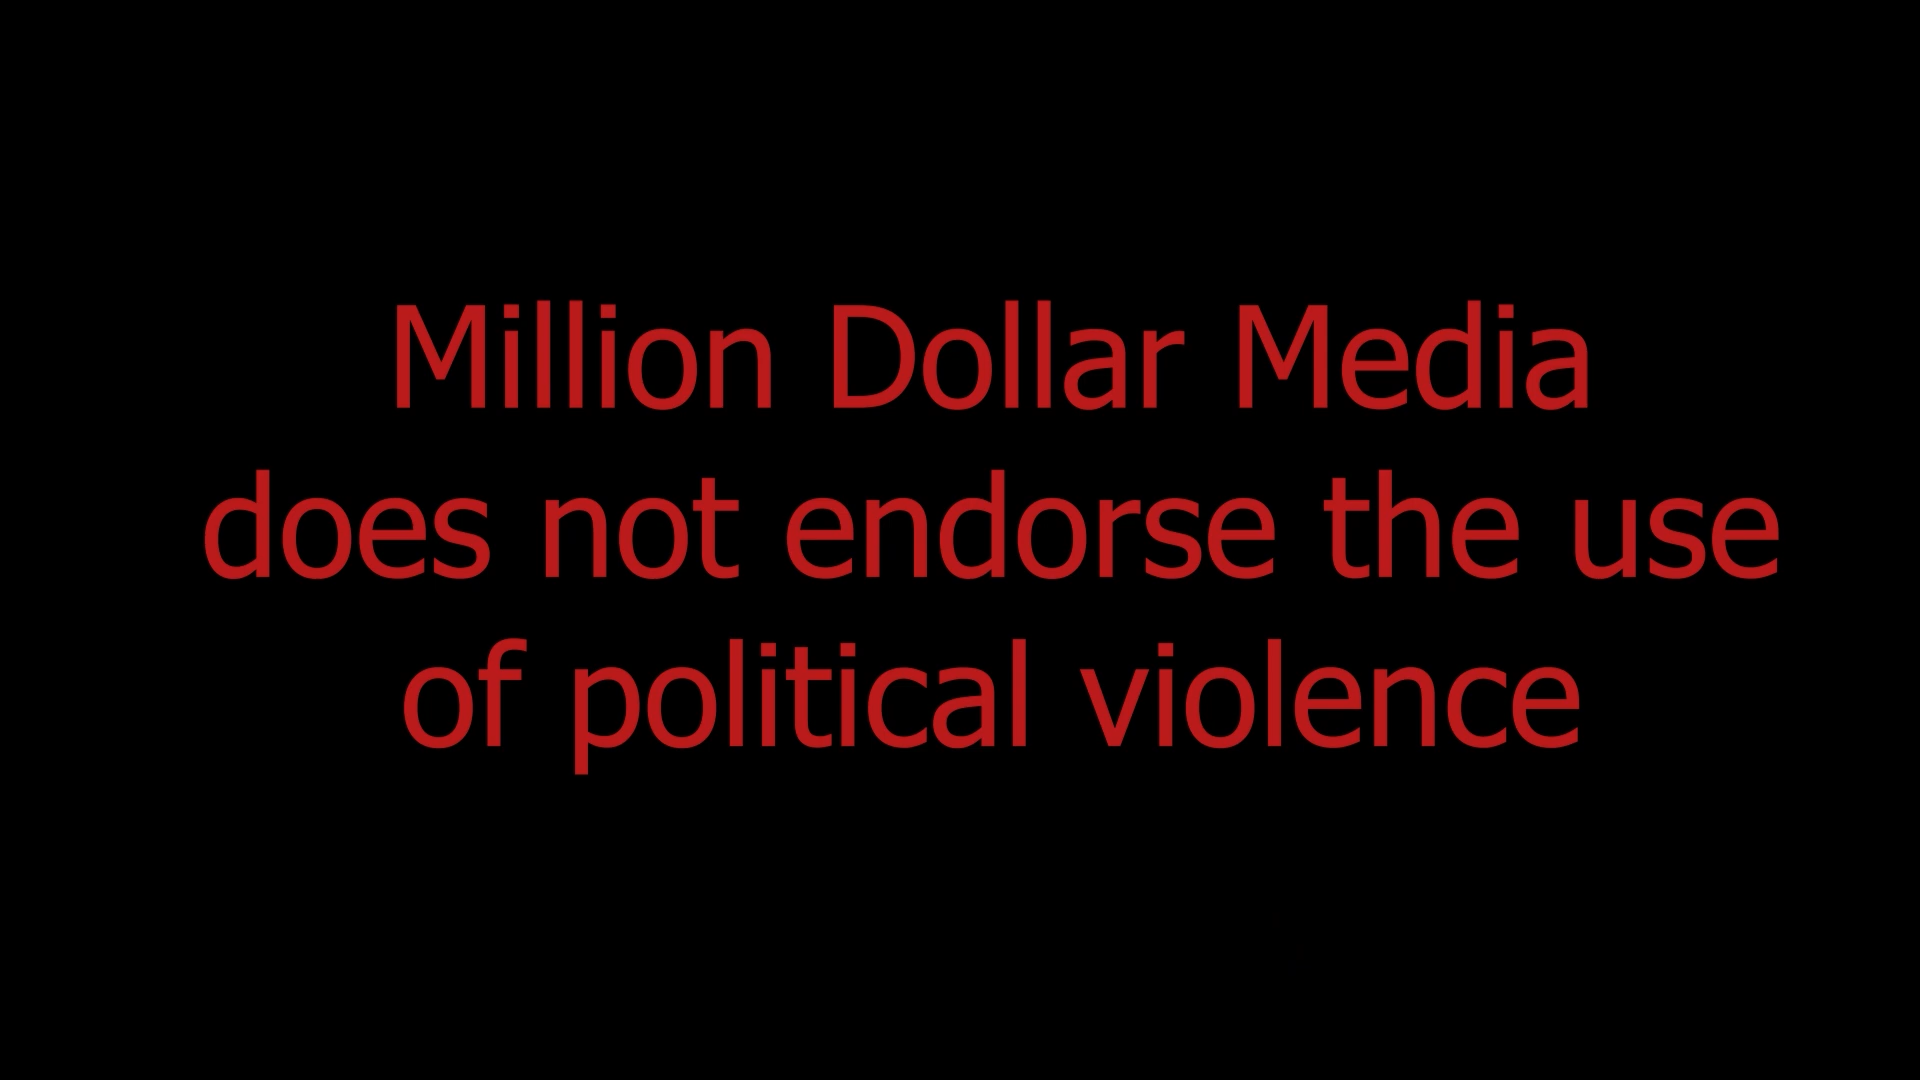 Million Dollar Media
does not endorse the use
of political violence